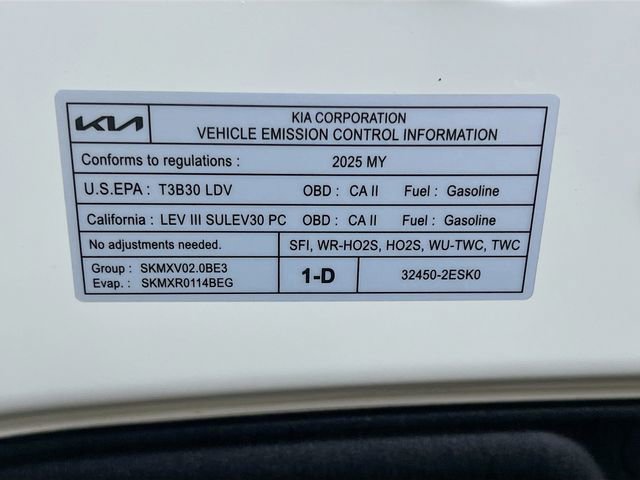 KIA KIA CORPORATION
VEHICLE EMISSION CONTROL INFORMATION
Conforms to regulations : 2025 MY
U.S.EPA : T3B30 LDV OBD : CA II Fuel : Gasoline
California : LEV III SULEV30 PC OBD : CA II Fuel : Gasoline
No adjustments needed. SFI, WR-HO2S, HO2S, WU-TWC, TWC
Group : SKMXV02.0BE3 1-D 32450-2ESK0
Evap. : SKMXR0114BEG